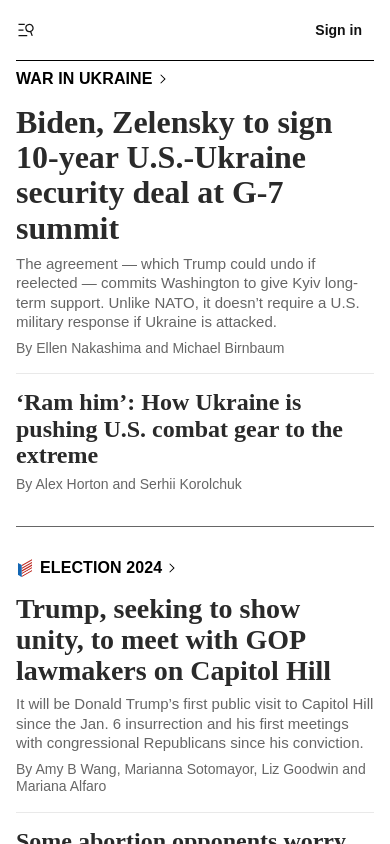 Sign in
WAR IN UKRAINE
Biden, Zelensky to sign
10-year U.S.-Ukraine
security deal at G-7
summit
The agreement — which Trump could undo if
reelected — commits Washington to give Kyiv long-
term support. Unlike NATO, it doesn’t require a U.S.
military response if Ukraine is attacked.
By Ellen Nakashima and Michael Birnbaum
‘Ram him’: How Ukraine is
pushing U.S. combat gear to the
extreme
By Alex Horton and Serhii Korolchuk
ELECTION 2024
Trump, seeking to show
unity, to meet with GOP
lawmakers on Capitol Hill
It will be Donald Trump’s first public visit to Capitol Hill
since the Jan. 6 insurrection and his first meetings
with congressional Republicans since his conviction.
By Amy B Wang, Marianna Sotomayor, Liz Goodwin and
Mariana Alfaro
Some abortion opponents worry